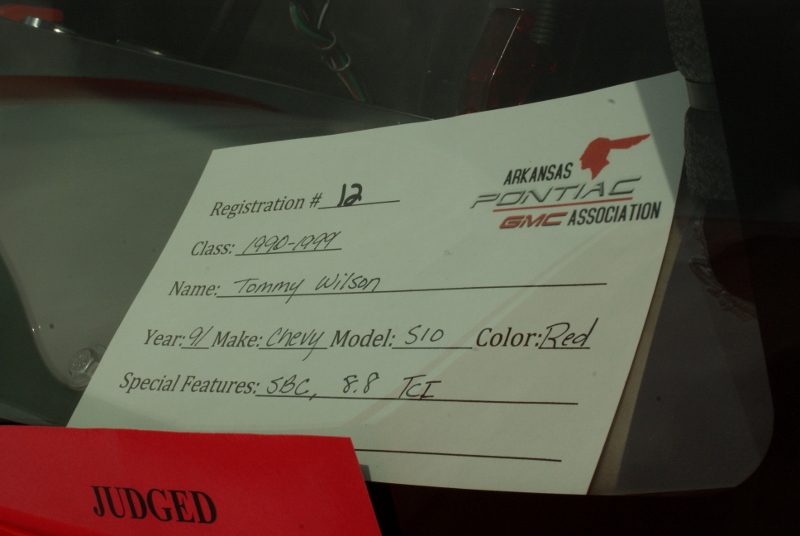 ARKANSAS
PONTIAC
GMC ASSOCIATION
Registration # 12
Class: 1990-1999
Name: Tommy Wilson
Year: 91 Make: Chevy Model: S10 Color: Red
Special Features: SBC, 8.8 TCI
JUDGED